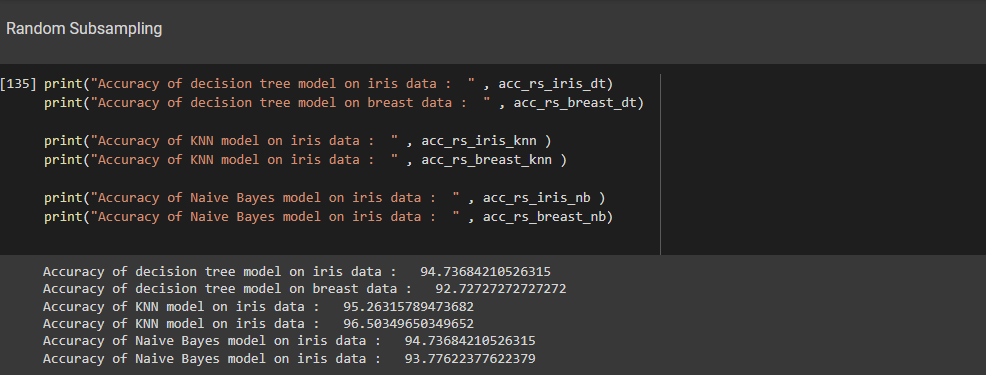 Random Subsampling
[135] print("Accuracy of decision tree model on iris data :  " , acc_rs_iris_dt)
print("Accuracy of decision tree model on breast data :  " , acc_rs_breast_dt)
print("Accuracy of KNN model on iris data :  " , acc_rs_iris_knn )
print("Accuracy of KNN model on iris data :  " , acc_rs_breast_knn )
print("Accuracy of Naive Bayes model on iris data :  " , acc_rs_iris_nb )
print("Accuracy of Naive Bayes model on iris data :  " , acc_rs_breast_nb)
Accuracy of decision tree model on iris data :   94.73684210526315
Accuracy of decision tree model on breast data :   92.72727272727272
Accuracy of KNN model on iris data :   95.26315789473682
Accuracy of KNN model on iris data :   96.50349650349652
Accuracy of Naive Bayes model on iris data :   94.73684210526315
Accuracy of Naive Bayes model on iris data :   93.77622377622379